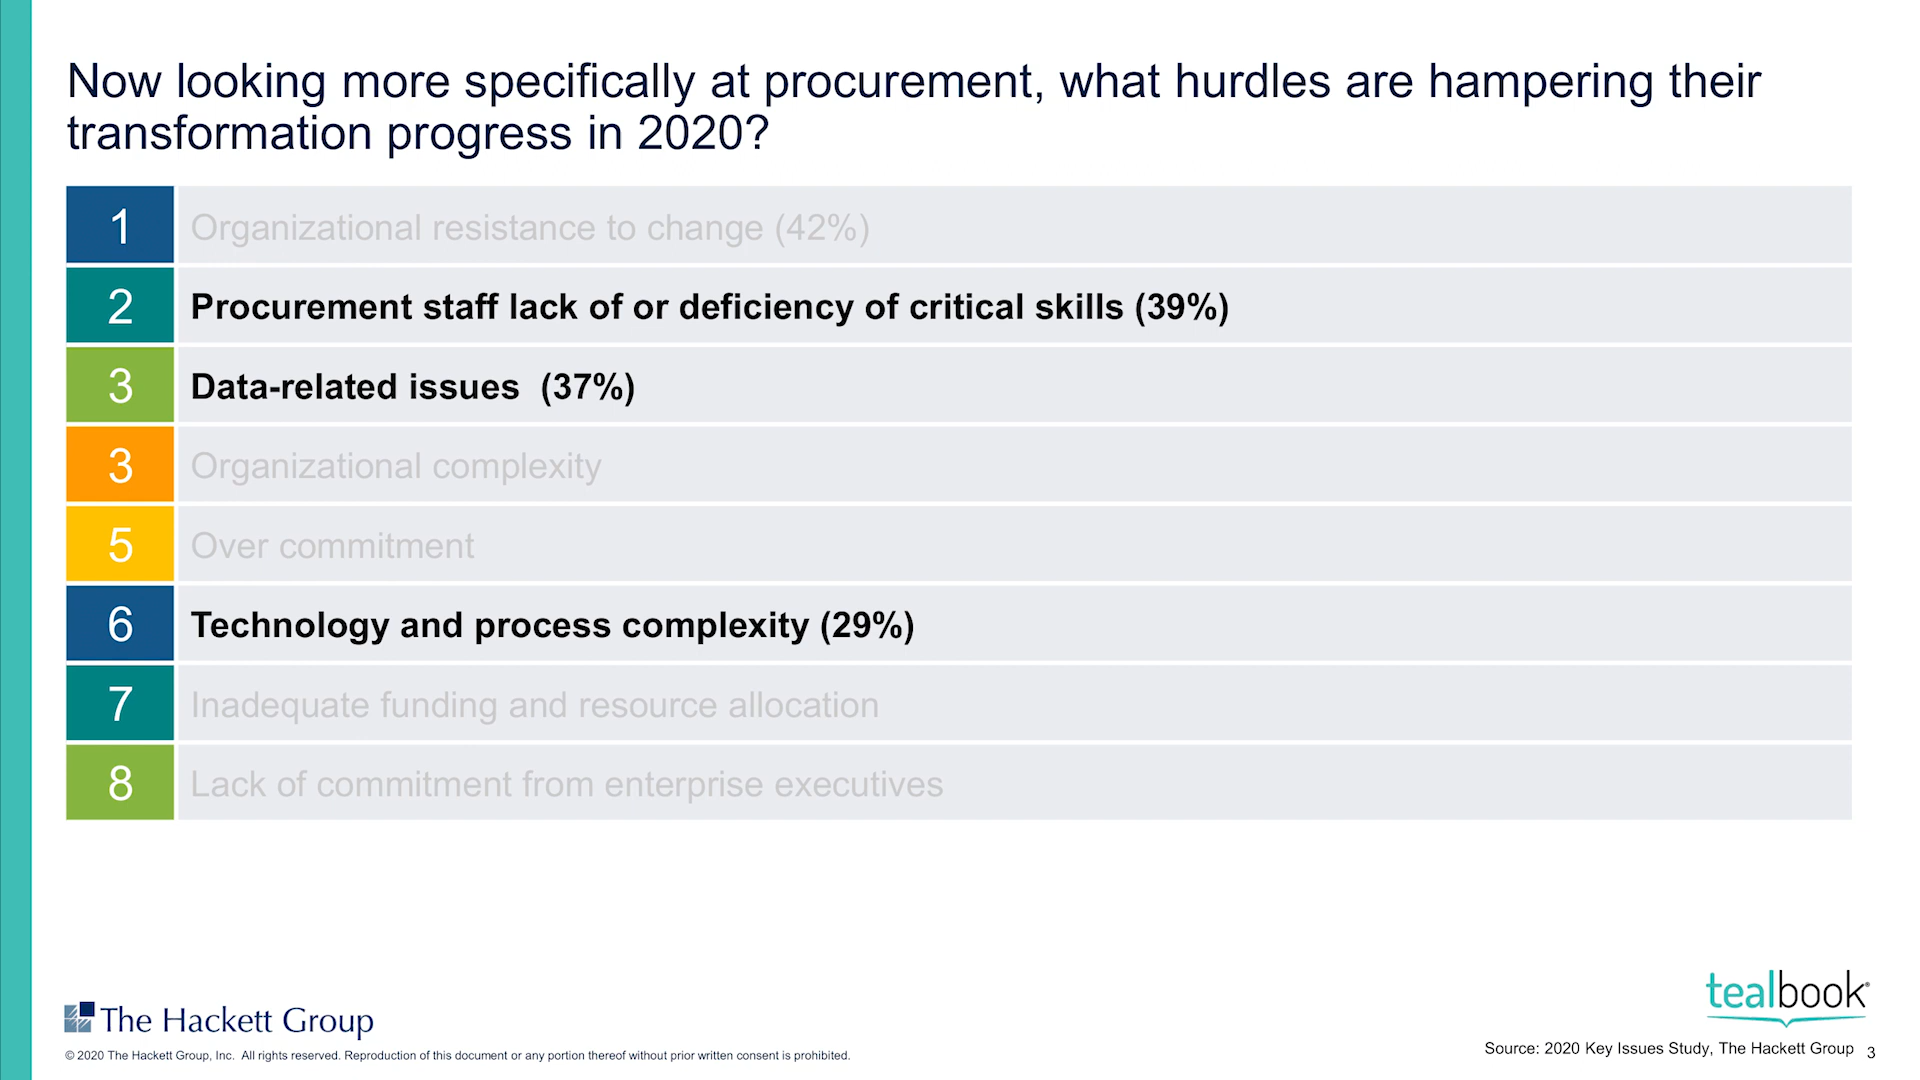 Now looking more specifically at procurement, what hurdles are hampering their
transformation progress in 2020?
1 Organizational resistance to change (42%)
2 Procurement staff lack of or deficiency of critical skills (39%)
3 Data-related issues  (37%)
3 Organizational complexity
5 Over commitment
6 Technology and process complexity (29%)
7 Inadequate funding and resource allocation
8 Lack of commitment from enterprise executives
The Hackett Group
© 2020 The Hackett Group, Inc.  All rights reserved. Reproduction of this document or any portion thereof without prior written consent is prohibited.
tealbook®
Source: 2020 Key Issues Study, The Hackett Group 3